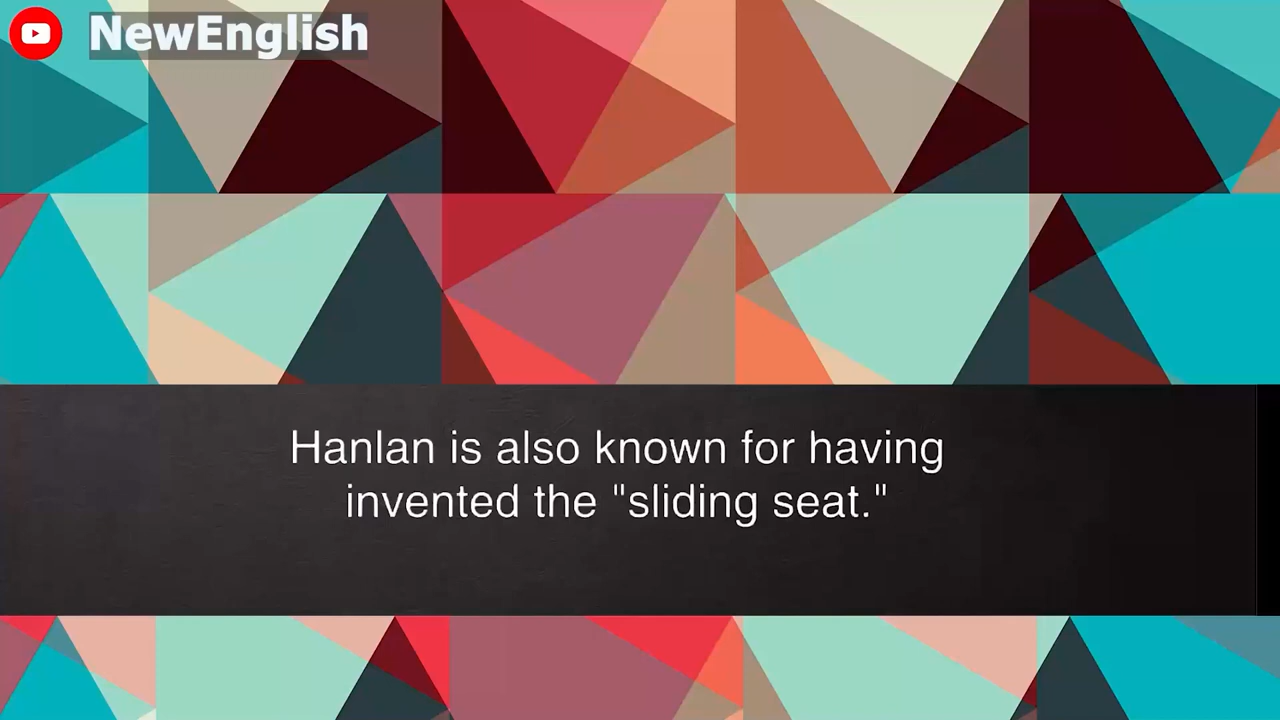 NewEnglish
Hanlan is also known for having
invented the "sliding seat."